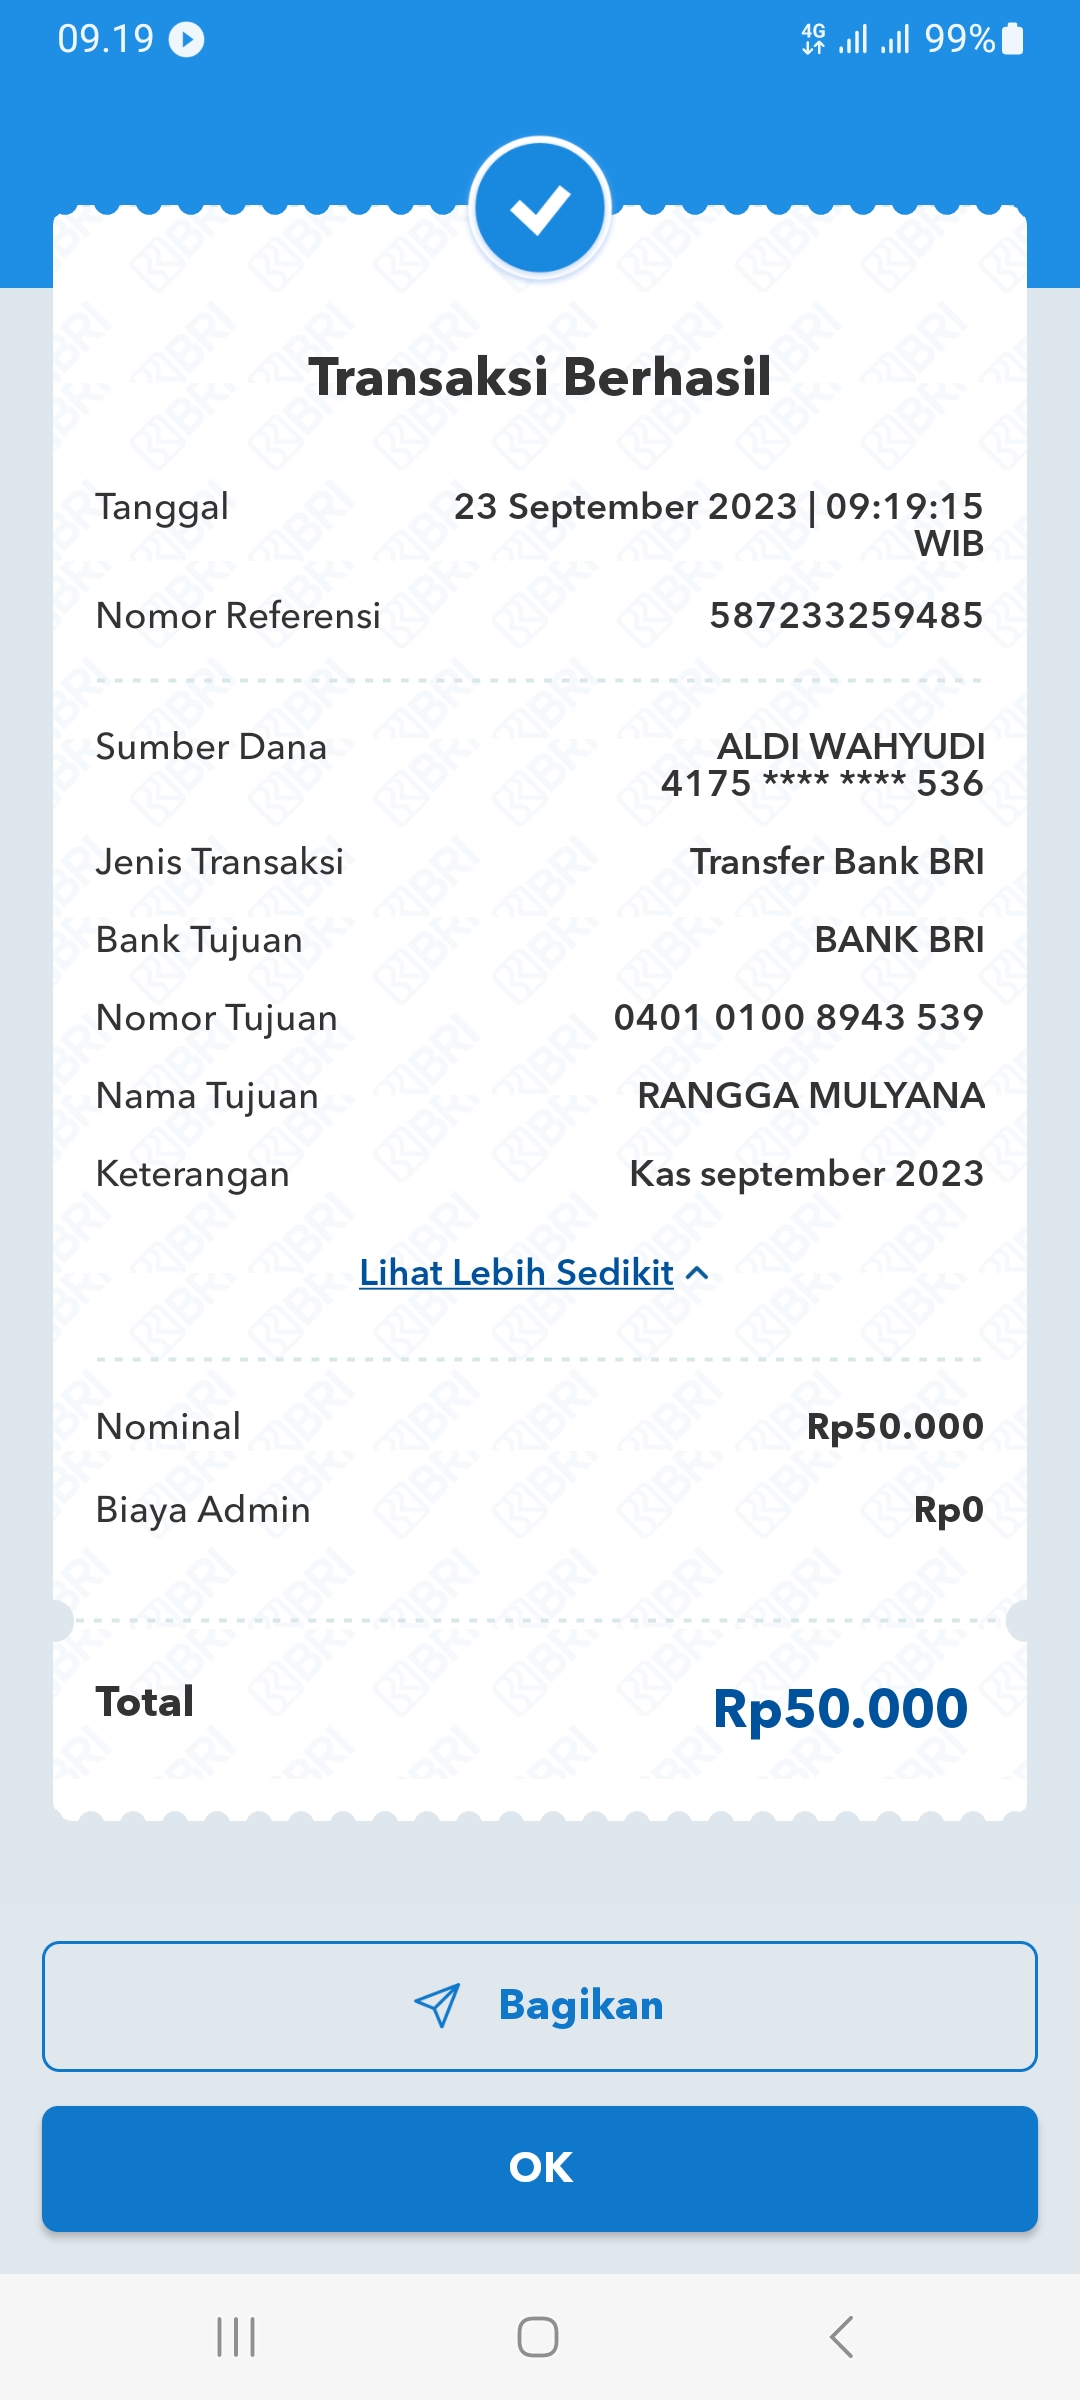 09.19
4G
99%
Transaksi Berhasil
Tanggal 23 September 2023 | 09:19:15
WIB
Nomor Referensi 587233259485
Sumber Dana ALDI WAHYUDI
4175 **** **** 536
Jenis Transaksi Transfer Bank BRI
Bank Tujuan BANK BRI
Nomor Tujuan 0401 0100 8943 539
Nama Tujuan RANGGA MULYANA
Keterangan Kas september 2023
Lihat Lebih Sedikit
Nominal Rp50.000
Biaya Admin Rp0
Total Rp50.000
Bagikan
OK